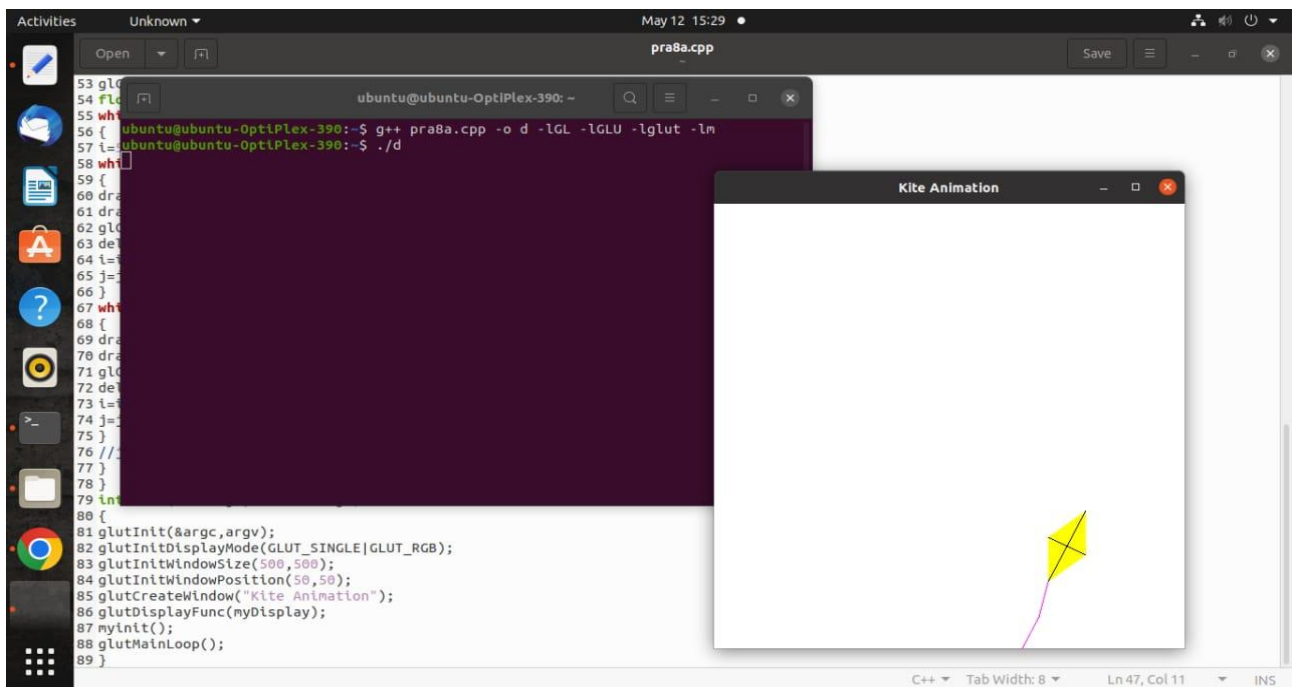 Activities Unknown May 12 15:29
Open pra8a.cpp Save
~
53 glC
54 flo
55 whi
56 {
57 i=
58 whi
59 {
60 dra
61 dra
62 glC
63 del
64 i=i
65 j=j
66 }
67 whi
68 {
69 dra
70 dra
71 glC
72 del
73 i=i
74 j=j
75 }
76 //
77 }
78 }
79 int
80 {
81 glutInit(&argc,argv);
82 glutInitDisplayMode(GLUT_SINGLE|GLUT_RGB);
83 glutInitWindowSize(500,500);
84 glutInitWindowPosition(50,50);
85 glutCreateWindow("Kite Animation");
86 glutDisplayFunc(myDisplay);
87 myinit();
88 glutMainLoop();
89 }
ubuntu@ubuntu-OptiPlex-390: ~
ubuntu@ubuntu-OptiPlex-390:~$ g++ pra8a.cpp -o d -lGL -lGLU -lglut -lm
ubuntu@ubuntu-OptiPlex-390:~$ ./d
Kite Animation
C++ Tab Width: 8 Ln 47, Col 11 INS